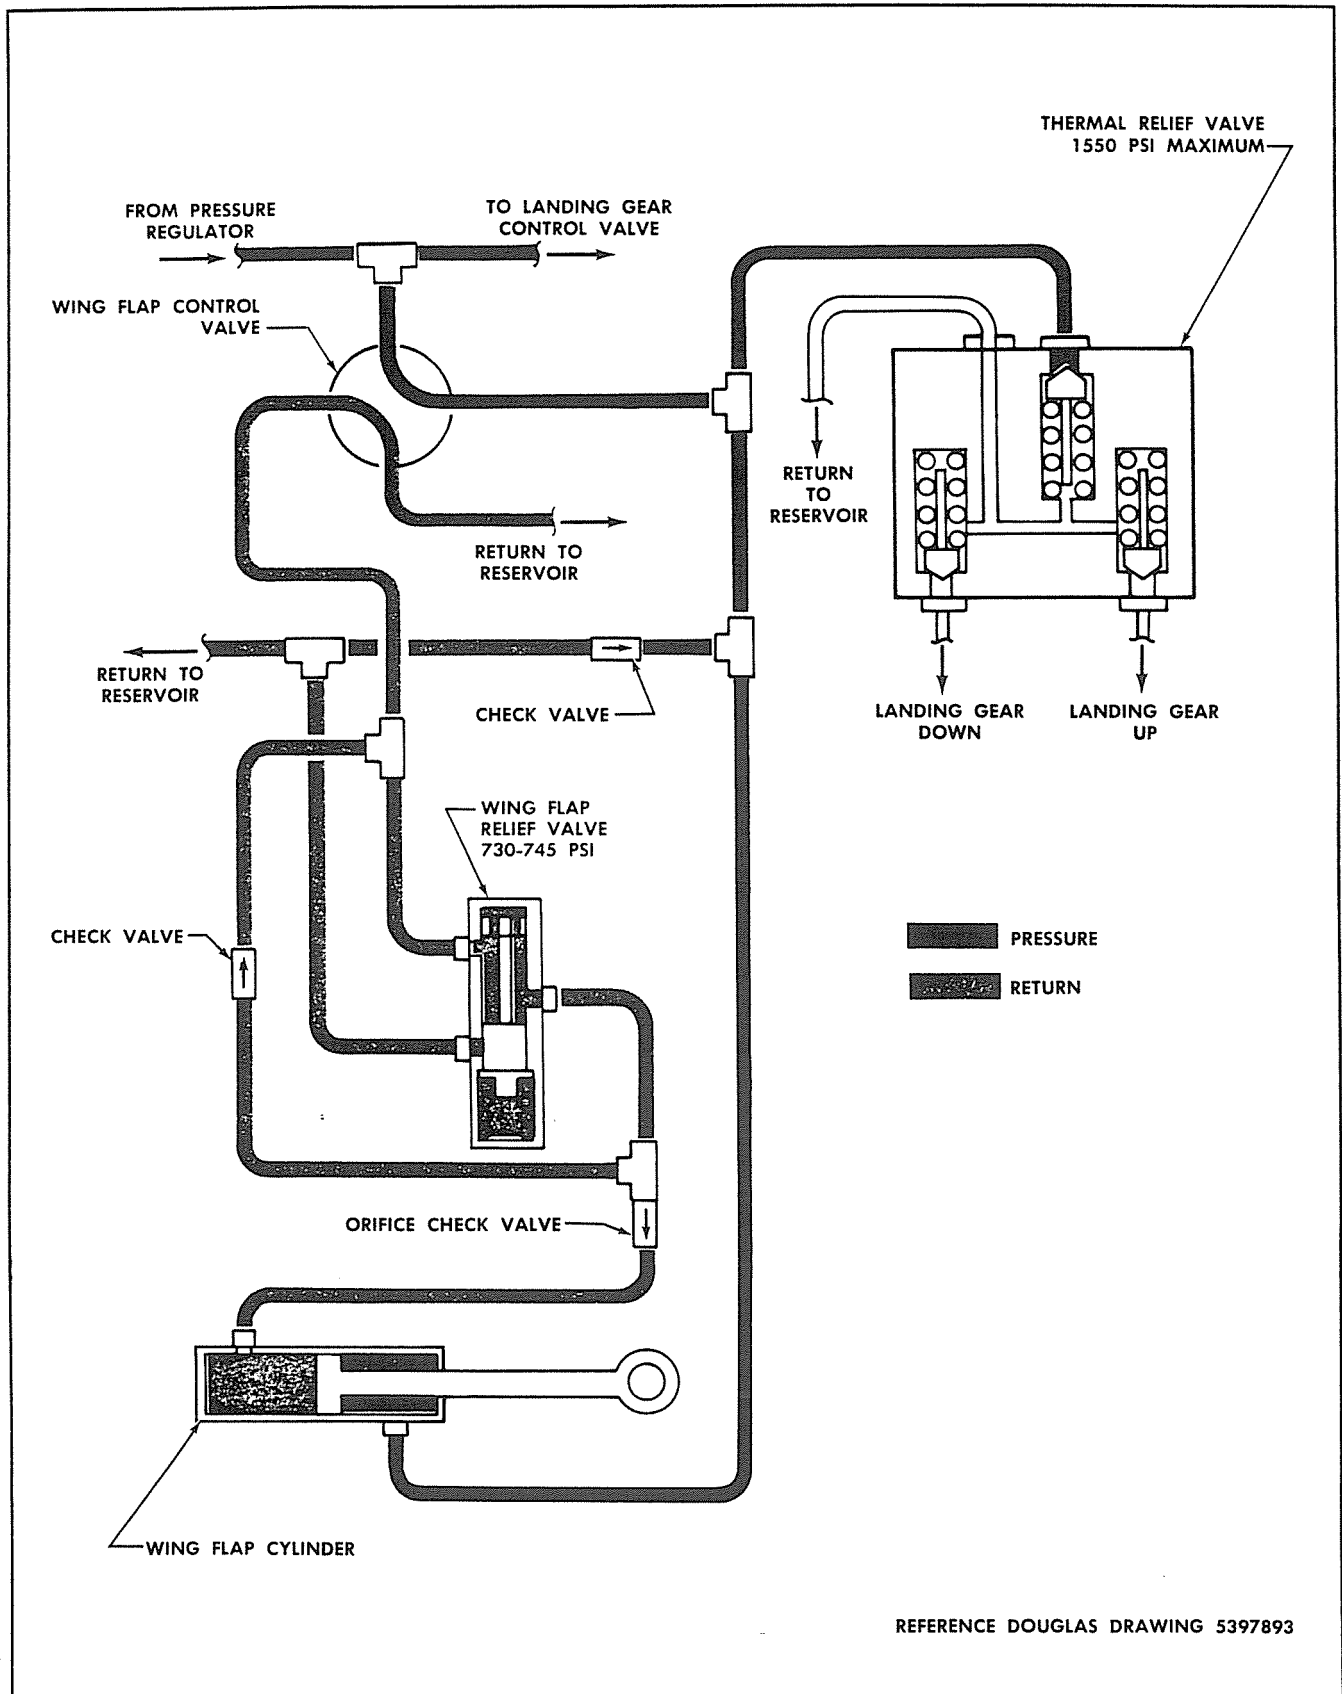 THERMAL RELIEF VALVE
1550 PSI MAXIMUM
FROM PRESSURE
REGULATOR
TO LANDING GEAR
CONTROL VALVE
WING FLAP CONTROL
VALVE
RETURN
TO
RESERVOIR
RETURN TO
RESERVOIR
RETURN TO
RESERVOIR
CHECK VALVE
LANDING GEAR
DOWN
LANDING GEAR
UP
WING FLAP
RELIEF VALVE
730-745 PSI
CHECK VALVE
PRESSURE
RETURN
ORIFICE CHECK VALVE
WING FLAP CYLINDER
REFERENCE DOUGLAS DRAWING 5397893